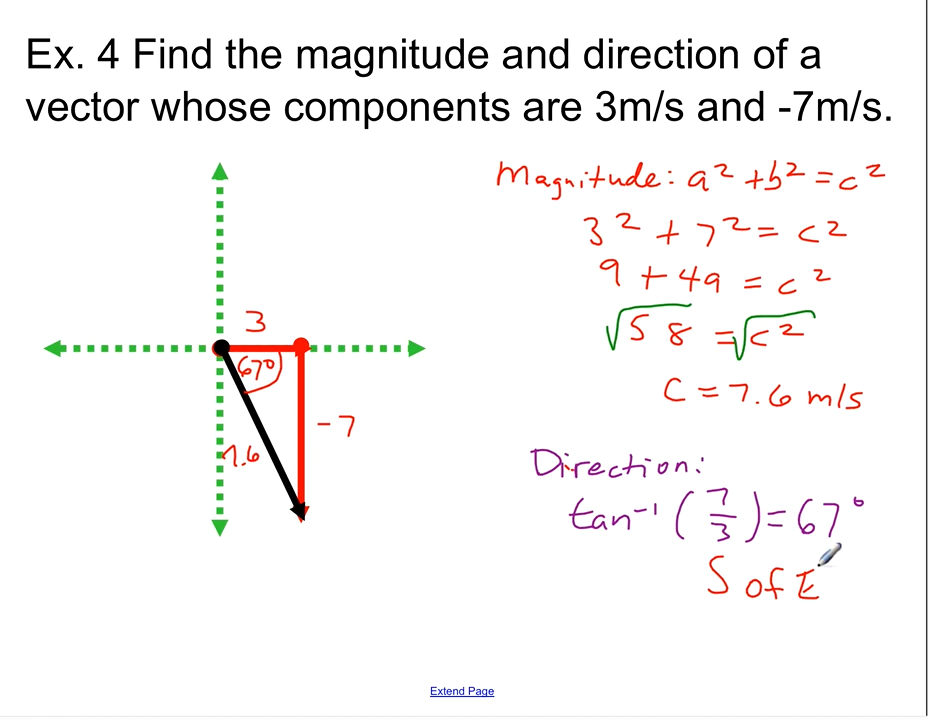 Ex. 4 Find the magnitude and direction of a
vector whose components are 3m/s and -7m/s.
Magnitude: a² + b² = c²
3² + 7² = c²
9 + 49 = c²
√58 = √c²
C = 7.6 m/s
3
67°
-7
7.6
Direction:
tan⁻¹ (7/3) = 67°
S of E
Extend Page